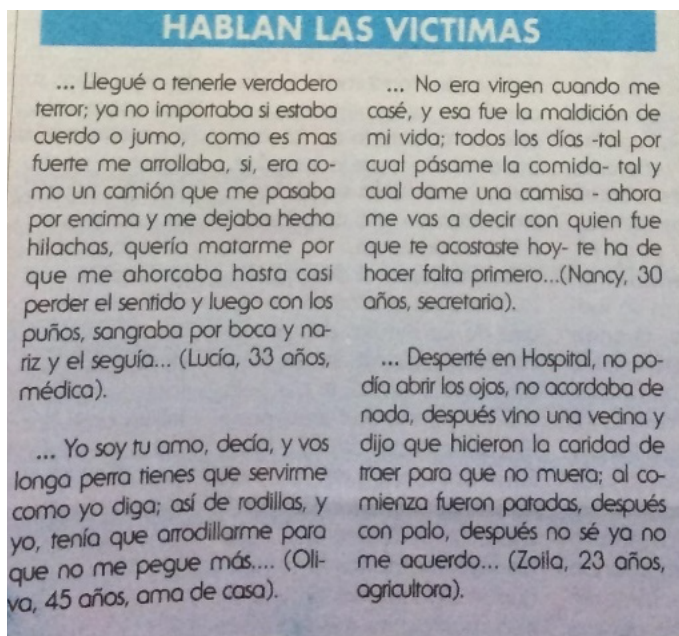 HABLAN LAS VICTIMAS
... Llegué a tenerle verdadero
terror; ya no importaba si estaba
cuerdo o jumo, como es mas
fuerte me arrollaba, si, era co-
mo un camión que me pasaba
por encima y me dejaba hecha
hilachas, quería matarme por
que me ahorcaba hasta casi
perder el sentido y luego con los
puños, sangraba por boca y na-
riz y el seguía... (Lucía, 33 años,
médica).
... Yo soy tu amo, decía, y vos
longa perra tienes que servirme
como yo diga; así de rodillas, y
yo, tenía que arrodillarme para
que no me pegue más.... (Oli-
va, 45 años, ama de casa).
... No era virgen cuando me
casé, y esa fue la maldición de
mi vida; todos los días -tal por
cual pásame la comida- tal y
cual dame una camisa - ahora
me vas a decir con quien fue
que te acostaste hoy- te ha de
hacer falta primero...(Nancy, 30
años, secretaria).
... Desperté en Hospital, no po-
día abrir los ojos, no acordaba de
nada, después vino una vecina y
dijo que hicieron la caridad de
traer para que no muera; al co-
mienza fueron patadas, después
con palo, después no sé ya no
me acuerdo... (Zoila, 23 años,
agricultora).